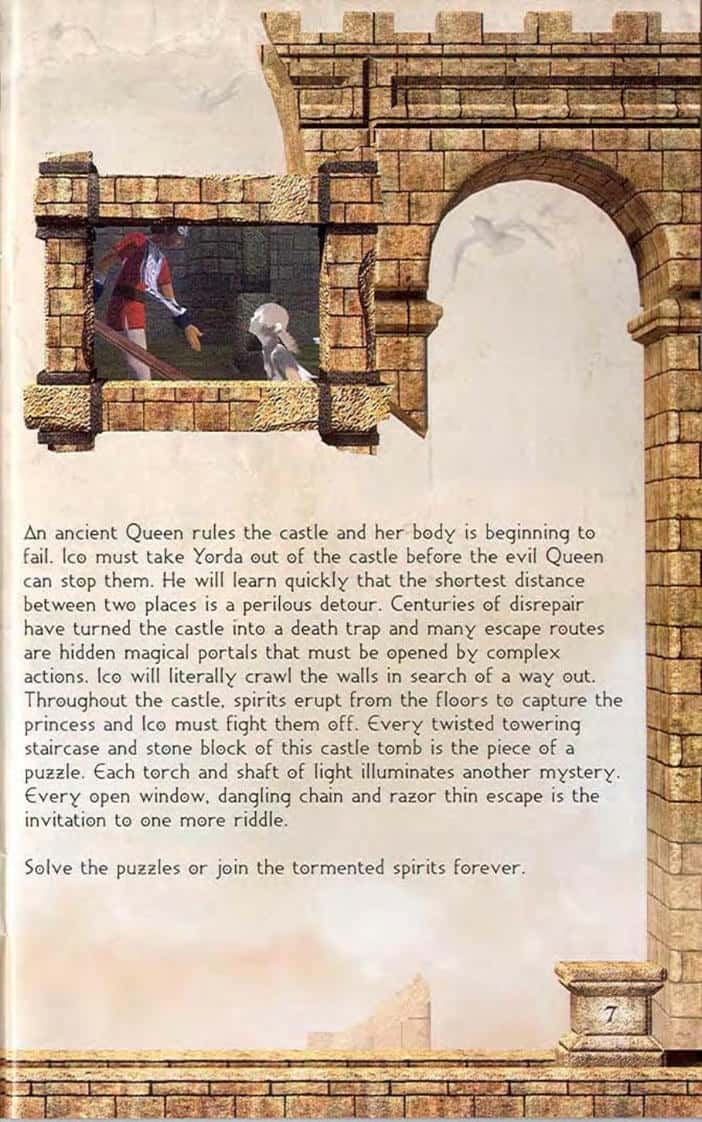 An ancient Queen rules the castle and her body is beginning to
fail. Ico must take Yorda out of the castle before the evil Queen
can stop them. He will learn quickly that the shortest distance
between two places is a perilous detour. Centuries of disrepair
have turned the castle into a death trap and many escape routes
are hidden magical portals that must be opened by complex
actions. Ico will literally crawl the walls in search of a way out.
Throughout the castle, spirits erupt from the floors to capture the
princess and Ico must fight them off. Every twisted towering
staircase and stone block of this castle tomb is the piece of a
puzzle. Each torch and shaft of light illuminates another mystery.
Every open window, dangling chain and razor thin escape is the
invitation to one more riddle.
Solve the puzzles or join the tormented spirits forever.
7